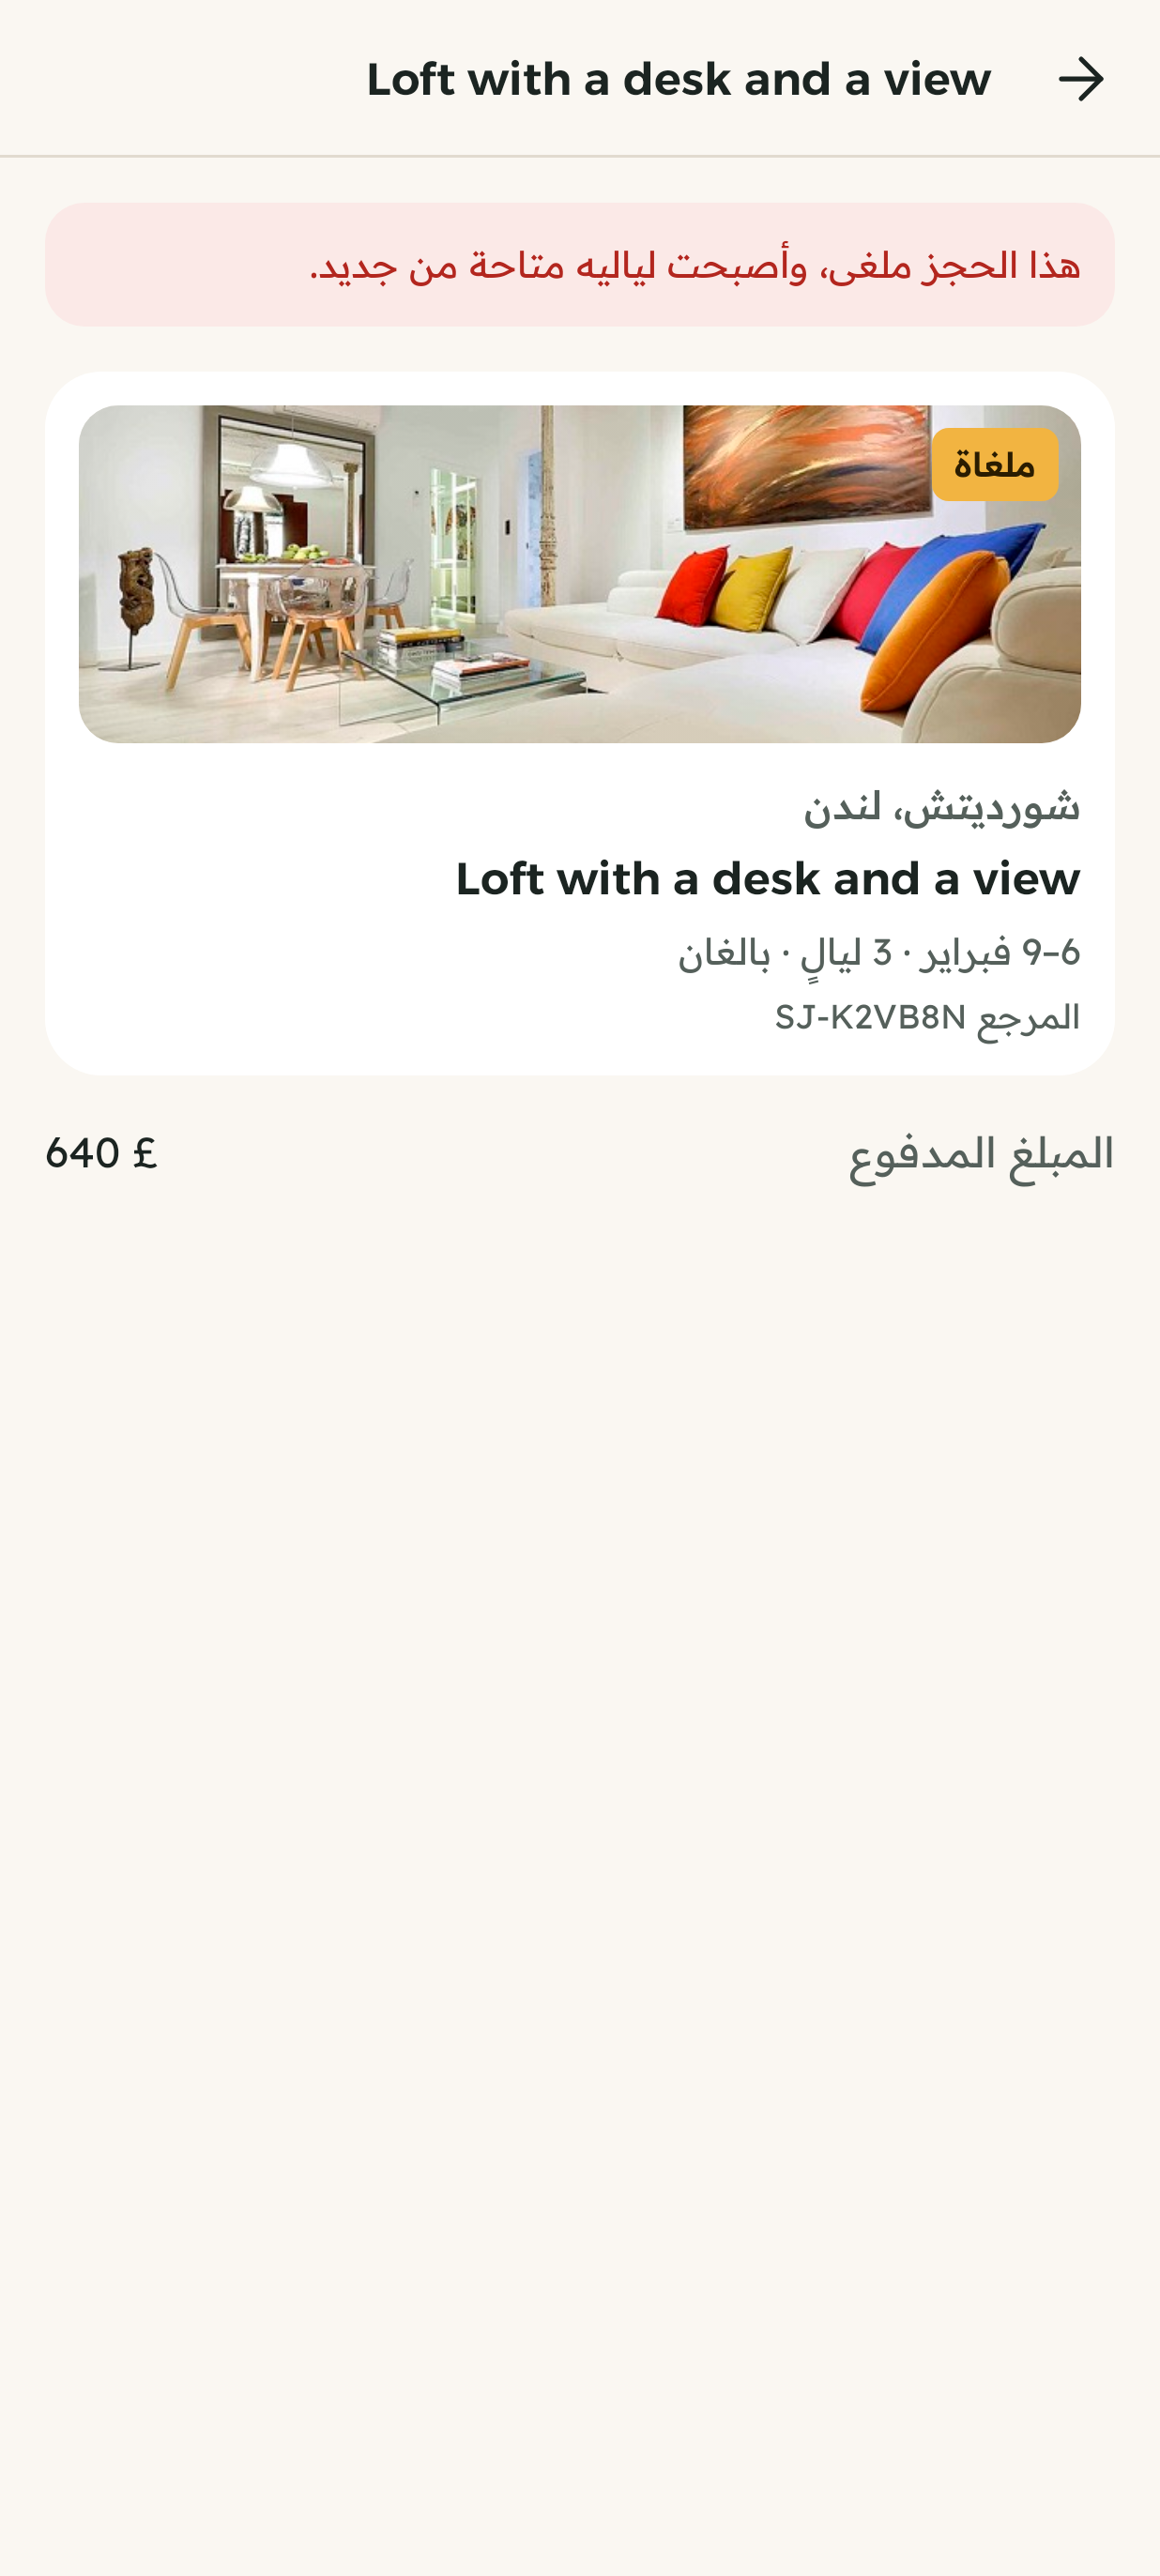 Loft with a desk and a view
هذا الحجز ملغى، وأصبحت لياليه متاحة من جديد.
ملغاة
شورديتش، لندن
Loft with a desk and a view
6–9 فبراير · 3 ليالٍ · بالغان
المرجع SJ-K2VB8N
المبلغ المدفوع
640 £